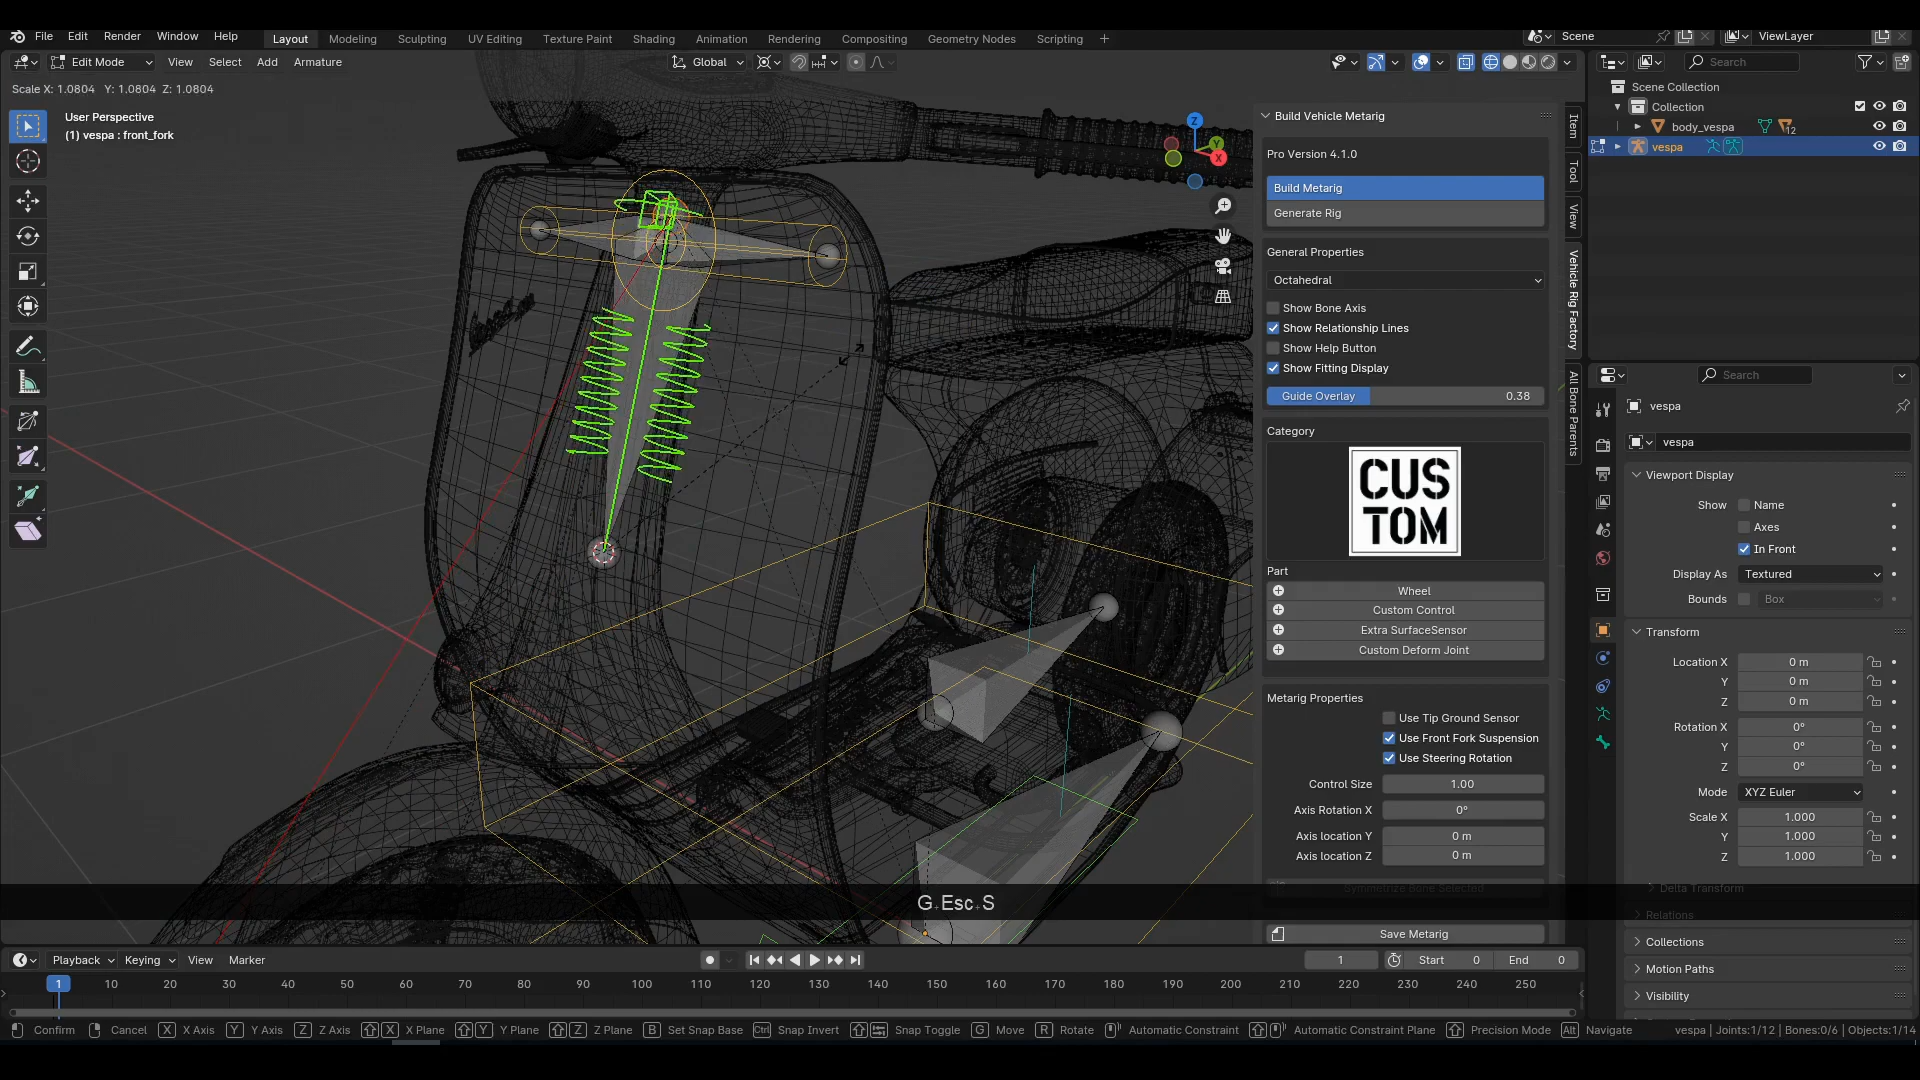 File Edit Render Window Help
Layout Modeling Sculpting UV Editing Texture Paint Shading Animation Rendering Compositing Geometry Nodes Scripting +
Scene ViewLayer
Edit Mode View Select Add Armature Global
Search
Scale X: 1.0804 Y: 1.0804 Z: 1.0804
User Perspective
(1) vespa : front_fork
Z
Y
X
Item
Tool
View
Vehicle Rig Factory
All Bone Parents
Build Vehicle Metarig
Pro Version 4.1.0
Build Metarig
Generate Rig
General Properties
Octahedral
Show Bone Axis
Show Relationship Lines
Show Help Button
Show Fitting Display
Guide Overlay 0.38
Category
CUS
TOM
Part
Wheel
Custom Control
Extra SurfaceSensor
Custom Deform Joint
Metarig Properties
Use Tip Ground Sensor
Use Front Fork Suspension
Use Steering Rotation
Control Size 1.00
Axis Rotation X 0°
Axis location Y 0 m
Axis location Z 0 m
Symmetrize Bone Selected
Save Metarig
Scene Collection
Collection
body_vespa 12
vespa
Search
vespa
vespa
Viewport Display
Show Name
Axes
In Front
Display As Textured
Bounds Box
Transform
Location X 0 m
Y 0 m
Z 0 m
Rotation X 0°
Y 0°
Z 0°
Mode XYZ Euler
Scale X 1.000
Y 1.000
Z 1.000
Delta Transform
Relations
Collections
Motion Paths
Visibility
G Esc S
Playback Keying View Marker 1 Start 0 End 0
1 10 20 30 40 50 60 70 80 90 100 110 120 130 140 150 160 170 180 190 200 210 220 230 240 250
Confirm Cancel X X Axis Y Y Axis Z Z Axis X X Plane Y Y Plane Z Z Plane B Set Snap Base Ctrl Snap Invert Snap Toggle G Move R Rotate Automatic Constraint Automatic Constraint Plane Precision Mode Alt Navigate vespa | Joints:1/12 | Bones:0/6 | Objects:1/14